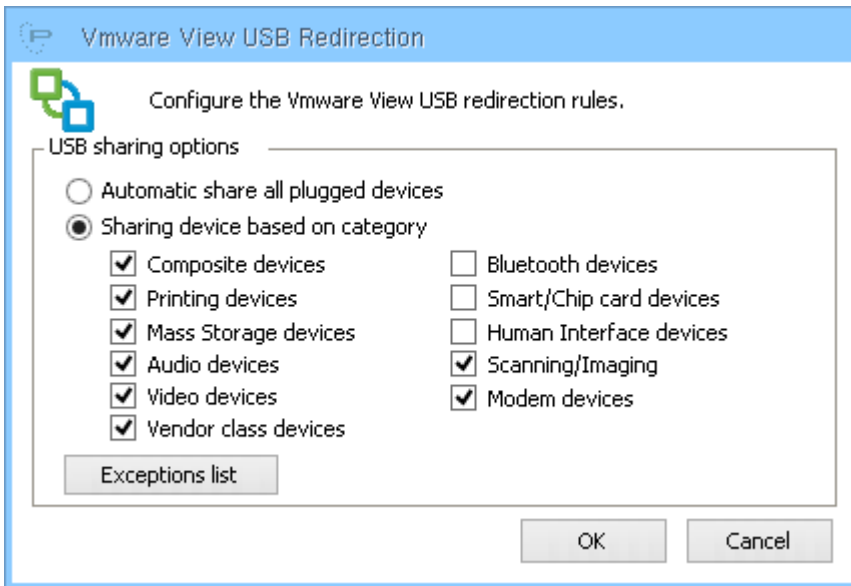 Vmware View USB Redirection
Configure the Vmware View USB redirection rules.
USB sharing options
Automatic share all plugged devices
Sharing device based on category
Composite devices
Bluetooth devices
Printing devices
Smart/Chip card devices
Mass Storage devices
Human Interface devices
Audio devices
Scanning/Imaging
Video devices
Modem devices
Vendor class devices
Exceptions list
OK
Cancel